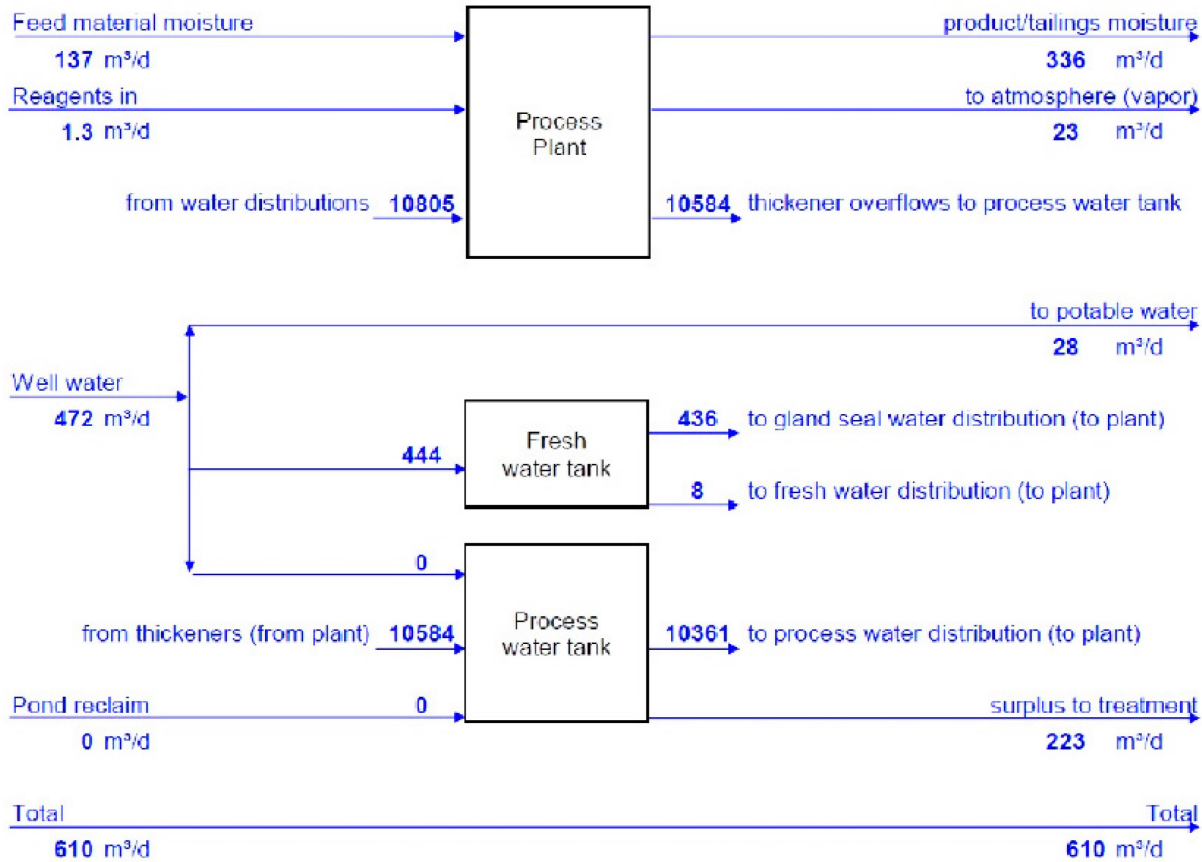 Feed material moisture
137 m³/d
Reagents in
1.3 m³/d
from water distributions 10805
Process
Plant
product/tailings moisture
336 m³/d
to atmosphere (vapor)
23 m³/d
10584 thickener overflows to process water tank
to potable water
28 m³/d
Well water
472 m³/d
444
Fresh
water tank
436 to gland seal water distribution (to plant)
8 to fresh water distribution (to plant)
0
from thickeners (from plant) 10584
Process
water tank
10361 to process water distribution (to plant)
Pond reclaim 0
0 m³/d
surplus to treatment
223 m³/d
Total
610 m³/d
Total
610 m³/d